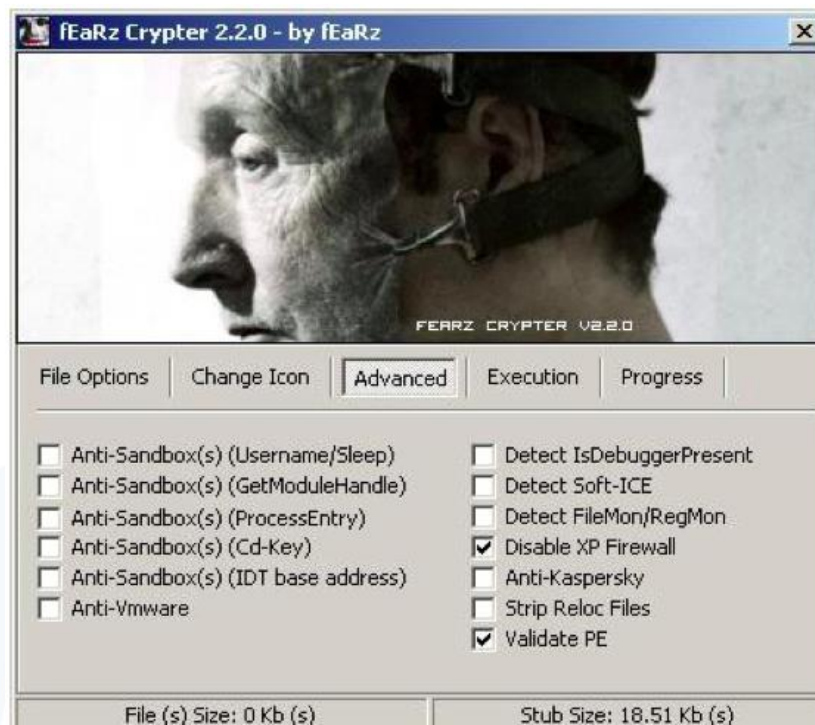 fEaRz Crypter 2.2.0 - by fEaRz
FEARZ CRYPTER V2.2.0
File Options
Change Icon
Advanced
Execution
Progress
Anti-Sandbox(s) (Username/Sleep)
Anti-Sandbox(s) (GetModuleHandle)
Anti-Sandbox(s) (ProcessEntry)
Anti-Sandbox(s) (Cd-Key)
Anti-Sandbox(s) (IDT base address)
Anti-Vmware
Detect IsDebuggerPresent
Detect Soft-ICE
Detect FileMon/RegMon
Disable XP Firewall
Anti-Kaspersky
Strip Reloc Files
Validate PE
File (s) Size: 0 Kb (s)
Stub Size: 18.51 Kb (s)